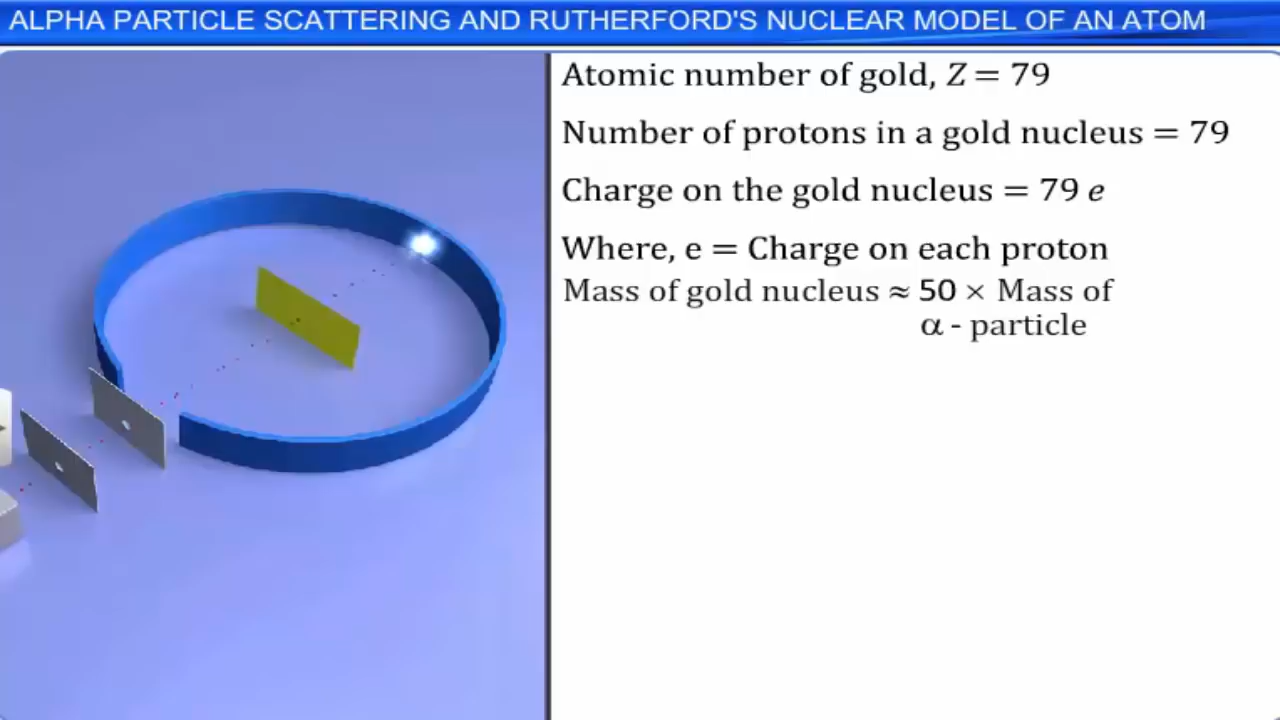 ALPHA PARTICLE SCATTERING AND RUTHERFORD'S NUCLEAR MODEL OF AN ATOM
Atomic number of gold, Z = 79
Number of protons in a gold nucleus = 79
Charge on the gold nucleus = 79 e
Where, e = Charge on each proton
Mass of gold nucleus ≈ 50 × Mass of
α - particle